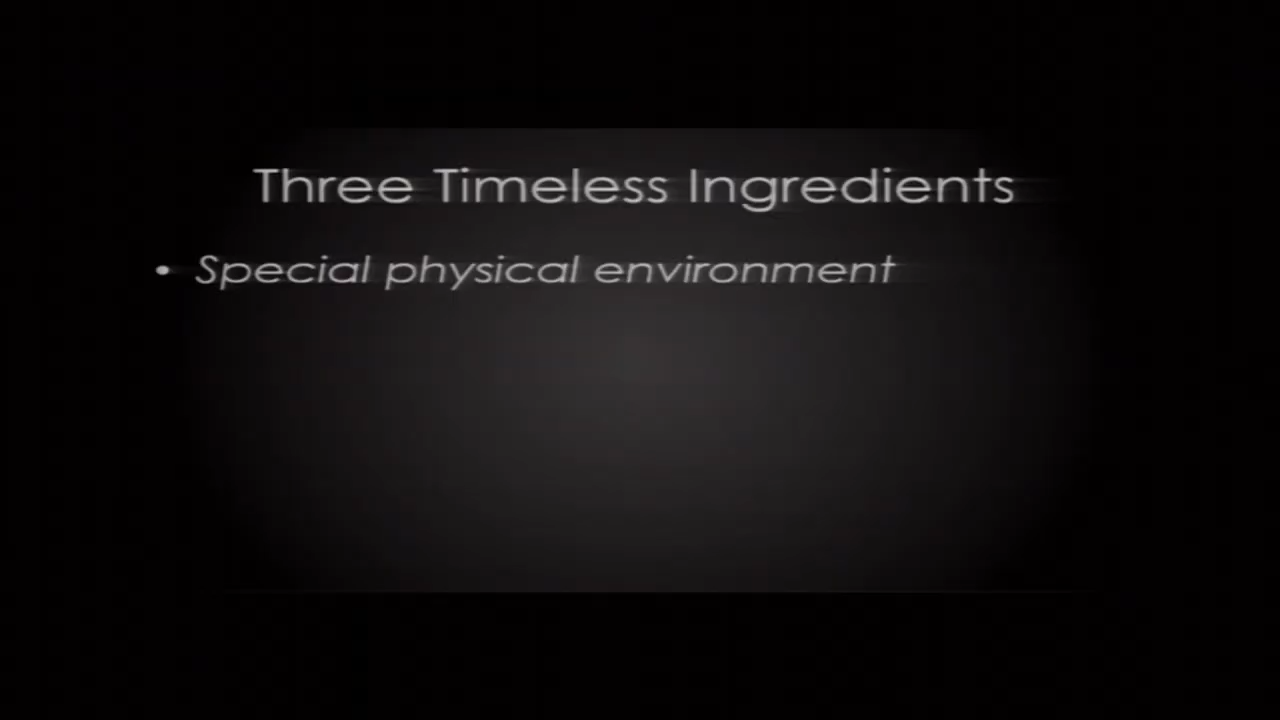 Three Timeless Ingredients
• Special physical environment